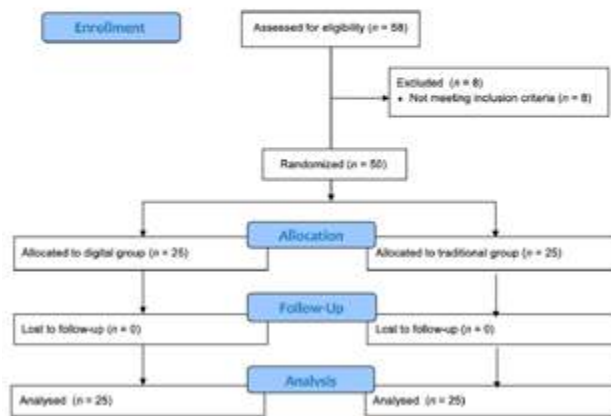 Enrollment
Assessed for eligibility (n = 58)
Excluded (n = 8)
• Not meeting inclusion criteria (n = 8)
Randomized (n = 50)
Allocation
Allocated to digital group (n = 25)
Allocated to traditional group (n = 25)
Follow-Up
Lost to follow-up (n = 0)
Lost to follow-up (n = 0)
Analysis
Analysed (n = 25)
Analysed (n = 25)